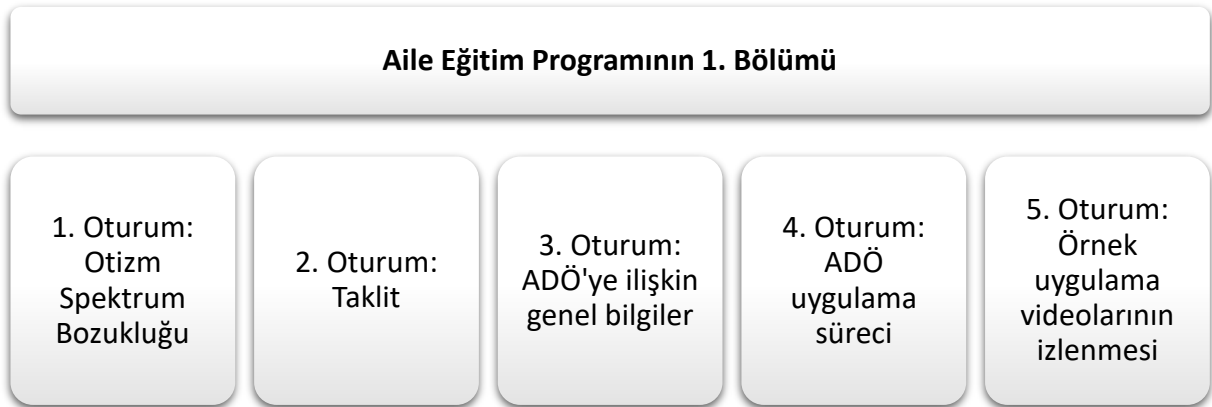 Aile Eğitim Programının 1. Bölümü
1. Oturum:
Otizm
Spektrum
Bozukluğu
2. Oturum:
Taklit
3. Oturum:
ADÖ'ye ilişkin
genel bilgiler
4. Oturum:
ADÖ
uygulama
süreci
5. Oturum:
Örnek
uygulama
videolarının
izlenmesi